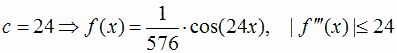 c = 24 ⇒ f(x) = 1/576 · cos(24x), | f'''(x) |≤ 24